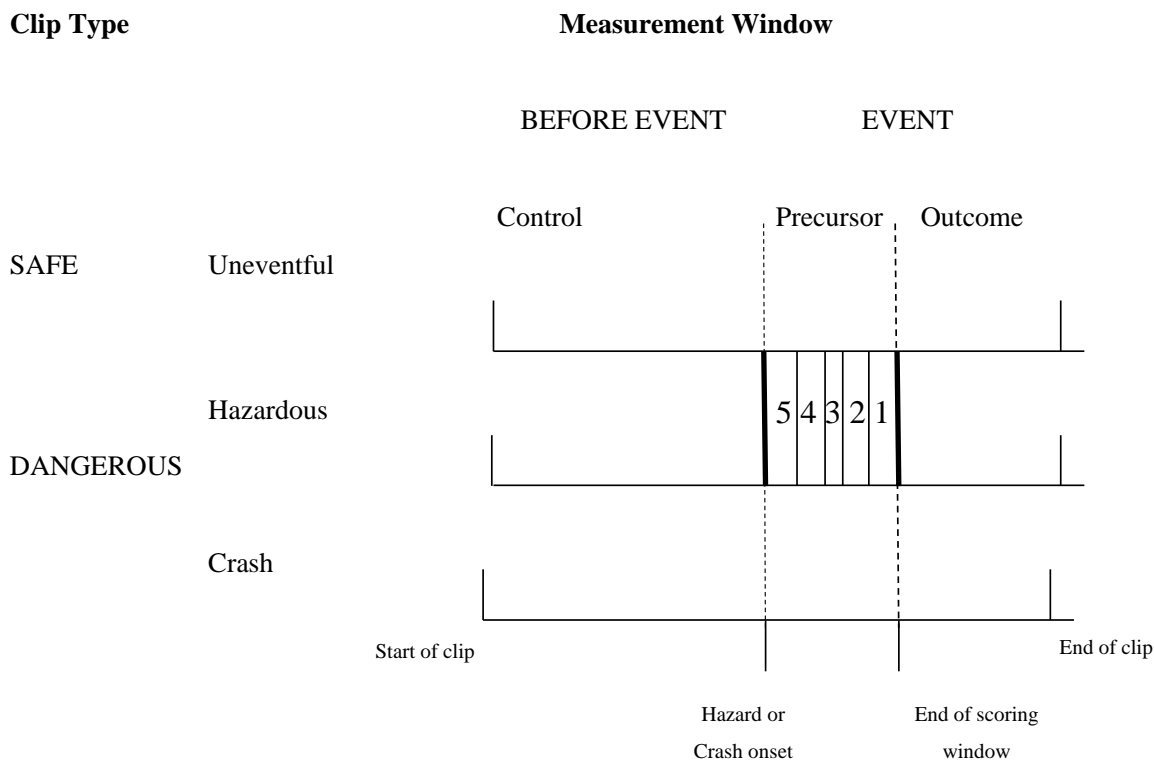 Clip Type Measurement Window
BEFORE EVENT EVENT
Control Precursor Outcome
SAFE Uneventful
Hazardous 5 4 3 2 1
DANGEROUS
Crash
Start of clip End of clip
Hazard or End of scoring
Crash onset window